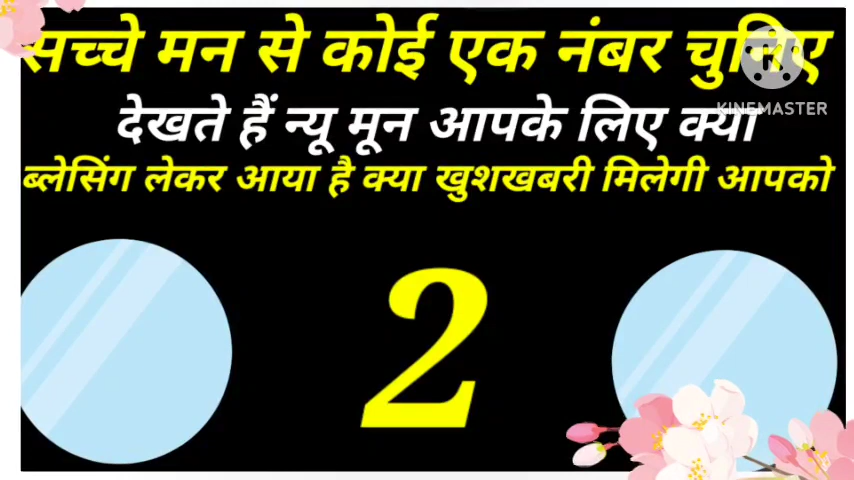 सच्चे मन से कोई एक नंबर चुनिए
KINEMASTER
देखते हैं न्यू मून आपके लिए क्या
ब्लेसिंग लेकर आया है क्या खुशखबरी मिलेगी आपको
2